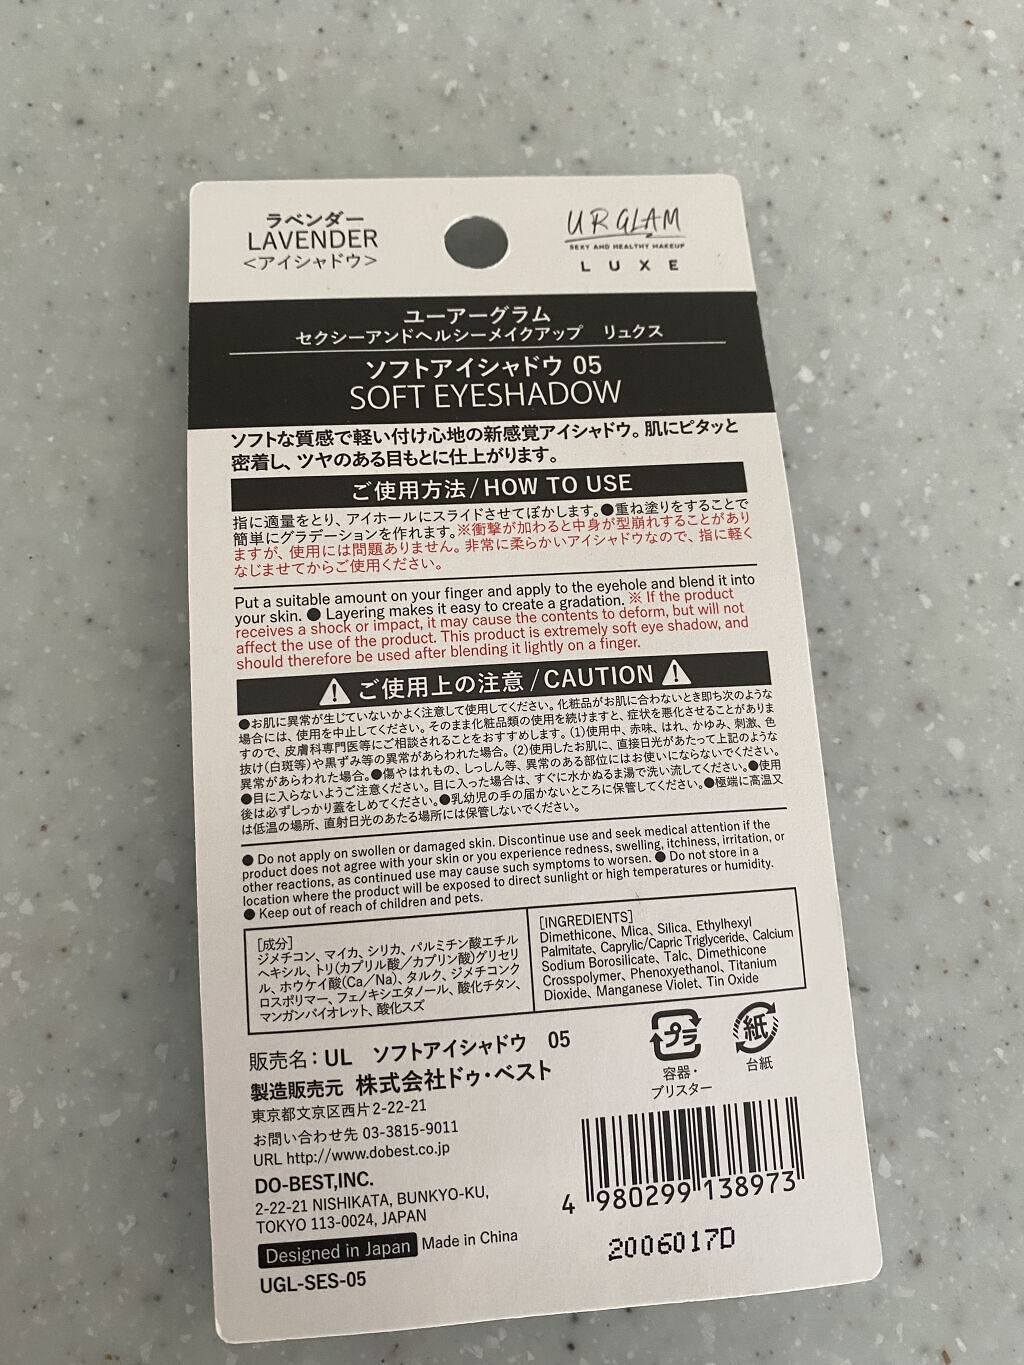 ラベンダー
LAVENDER
<アイシャドウ>
UR GLAM
SEXY AND HEALTHY MAKEUP
LUXE
ユーアーグラム
セクシーアンドヘルシーメイクアップ リュクス
ソフトアイシャドウ 05
SOFT EYESHADOW
ソフトな質感で軽い付け心地の新感覚アイシャドウ。肌にピタッと
密着し、ツヤのある目もとに仕上がります。
ご使用方法/HOW TO USE
指に適量をとり、アイホールにスライドさせてぼかします。●重ね塗りをすることで
簡単にグラデーションを作れます。※衝撃が加わると中身が型崩れすることがあり
ますが、使用には問題ありません。非常に柔らかいアイシャドウなので、指に軽く
なじませてからご使用ください。
Put a suitable amount on your finger and apply to the eyehole and blend it into
your skin. ● Layering makes it easy to create a gradation. ※ If the product
receives a shock or impact, it may cause the contents to deform, but will not
affect the use of the product. This product is extremely soft eye shadow, and
should therefore be used after blending it lightly on a finger.
ご使用上の注意/CAUTION
●お肌に異常が生じていないかよく注意して使用してください。化粧品がお肌に合わないとき即ち次のような
場合には、使用を中止してください。そのまま化粧品類の使用を続けますと、症状を悪化させることがありま
すので、皮膚科専門医等にご相談されることをおすすめします。(1)使用中、赤味、はれ、かゆみ、刺激、色
抜け(白斑等)や黒ずみ等の異常があらわれた場合。(2)使用したお肌に、直接日光があたって上記のような
異常があらわれた場合。●傷やはれもの、しっしん等、異常のある部位にはお使いにならないでください。
●目に入らないようご注意ください。目に入った場合は、すぐに水かぬるま湯で洗い流してください。●使用
後は必ずしっかり蓋をしめてください。●乳幼児の手の届かないところに保管してください。●極端に高温又
は低温の場所、直射日光のあたる場所には保管しないでください。
● Do not apply on swollen or damaged skin. Discontinue use and seek medical attention if the
product does not agree with your skin or you experience redness, swelling, itchiness, irritation, or
other reactions, as continued use may cause such symptoms to worsen. ● Do not store in a
location where the product will be exposed to direct sunlight or high temperatures or humidity.
● Keep out of reach of children and pets.
[成分]
ジメチコン、マイカ、シリカ、パルミチン酸エチル
ヘキシル、トリ(カプリル酸/カプリン酸)グリセリ
ル、ホウケイ酸(Ca/Na)、タルク、ジメチコンク
ロスポリマー、フェノキシエタノール、酸化チタン、
マンガンバイオレット、酸化スズ
[INGREDIENTS]
Dimethicone、Mica、Silica、Ethylhexyl
Palmitate、Caprylic/Capric Triglyceride、Calcium
Sodium Borosilicate、Talc、Dimethicone
Crosspolymer、Phenoxyethanol、Titanium
Dioxide、Manganese Violet、Tin Oxide
販売名：UL ソフトアイシャドウ 05
製造販売元 株式会社ドゥ・ベスト
東京都文京区西片2-22-21
お問い合わせ先 03-3815-9011
URL http://www.dobest.co.jp
DO-BEST,INC.
2-22-21 NISHIKATA, BUNKYO-KU,
TOKYO 113-0024, JAPAN
Designed in Japan Made in China
UGL-SES-05
プラ
容器・
ブリスター
紙
台紙
4 980299 138973
2006017D